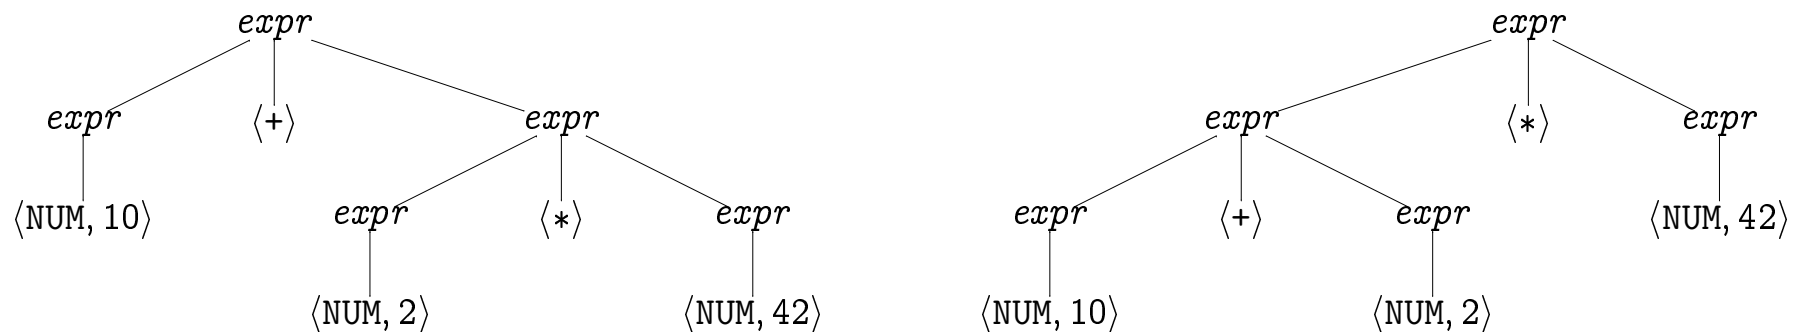 expr expr
expr ⟨+⟩ expr expr ⟨*⟩ expr
⟨NUM, 10⟩ expr ⟨*⟩ expr expr ⟨+⟩ expr ⟨NUM, 42⟩
⟨NUM, 2⟩ ⟨NUM, 42⟩ ⟨NUM, 10⟩ ⟨NUM, 2⟩